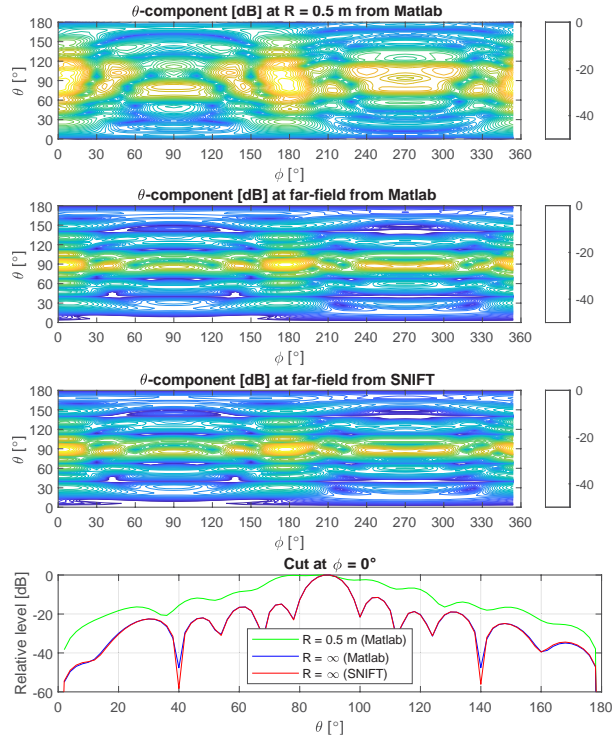 θ-component [dB] at R = 0.5 m from Matlab
180
150
120
90
60
30
0
θ [°]
0 30 60 90 120 150 180 210 240 270 300 330 360
φ [°]
0
-20
-40
θ-component [dB] at far-field from Matlab
180
150
120
90
60
30
0
θ [°]
0 30 60 90 120 150 180 210 240 270 300 330 360
φ [°]
0
-20
-40
θ-component [dB] at far-field from SNIFT
180
150
120
90
60
30
0
θ [°]
0 30 60 90 120 150 180 210 240 270 300 330 360
φ [°]
0
-20
-40
Cut at φ = 0°
Relative level [dB]
0
-20
-40
-60
R = 0.5 m (Matlab)
R = ∞ (Matlab)
R = ∞ (SNIFT)
0 20 40 60 80 100 120 140 160 180
θ [°]